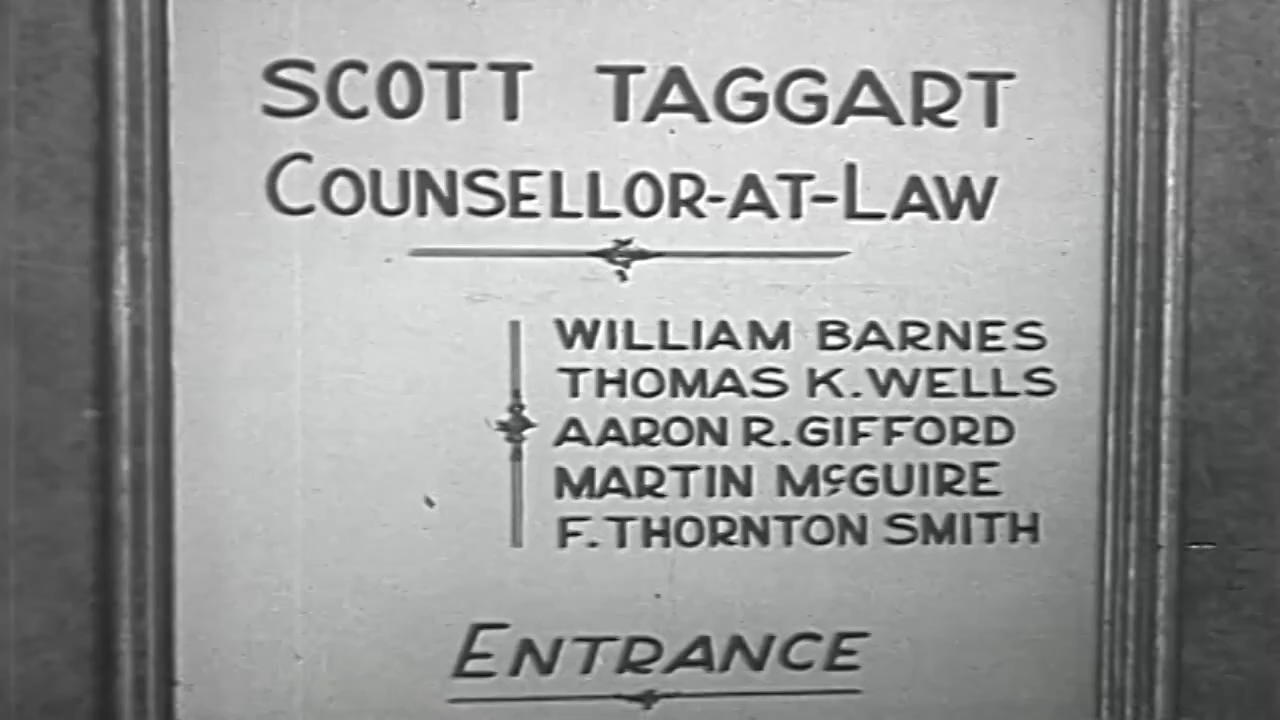 SCOTT TAGGART
COUNSELLOR-AT-LAW
WILLIAM BARNES
THOMAS K. WELLS
AARON R. GIFFORD
MARTIN McGUIRE
F. THORNTON SMITH
ENTRANCE